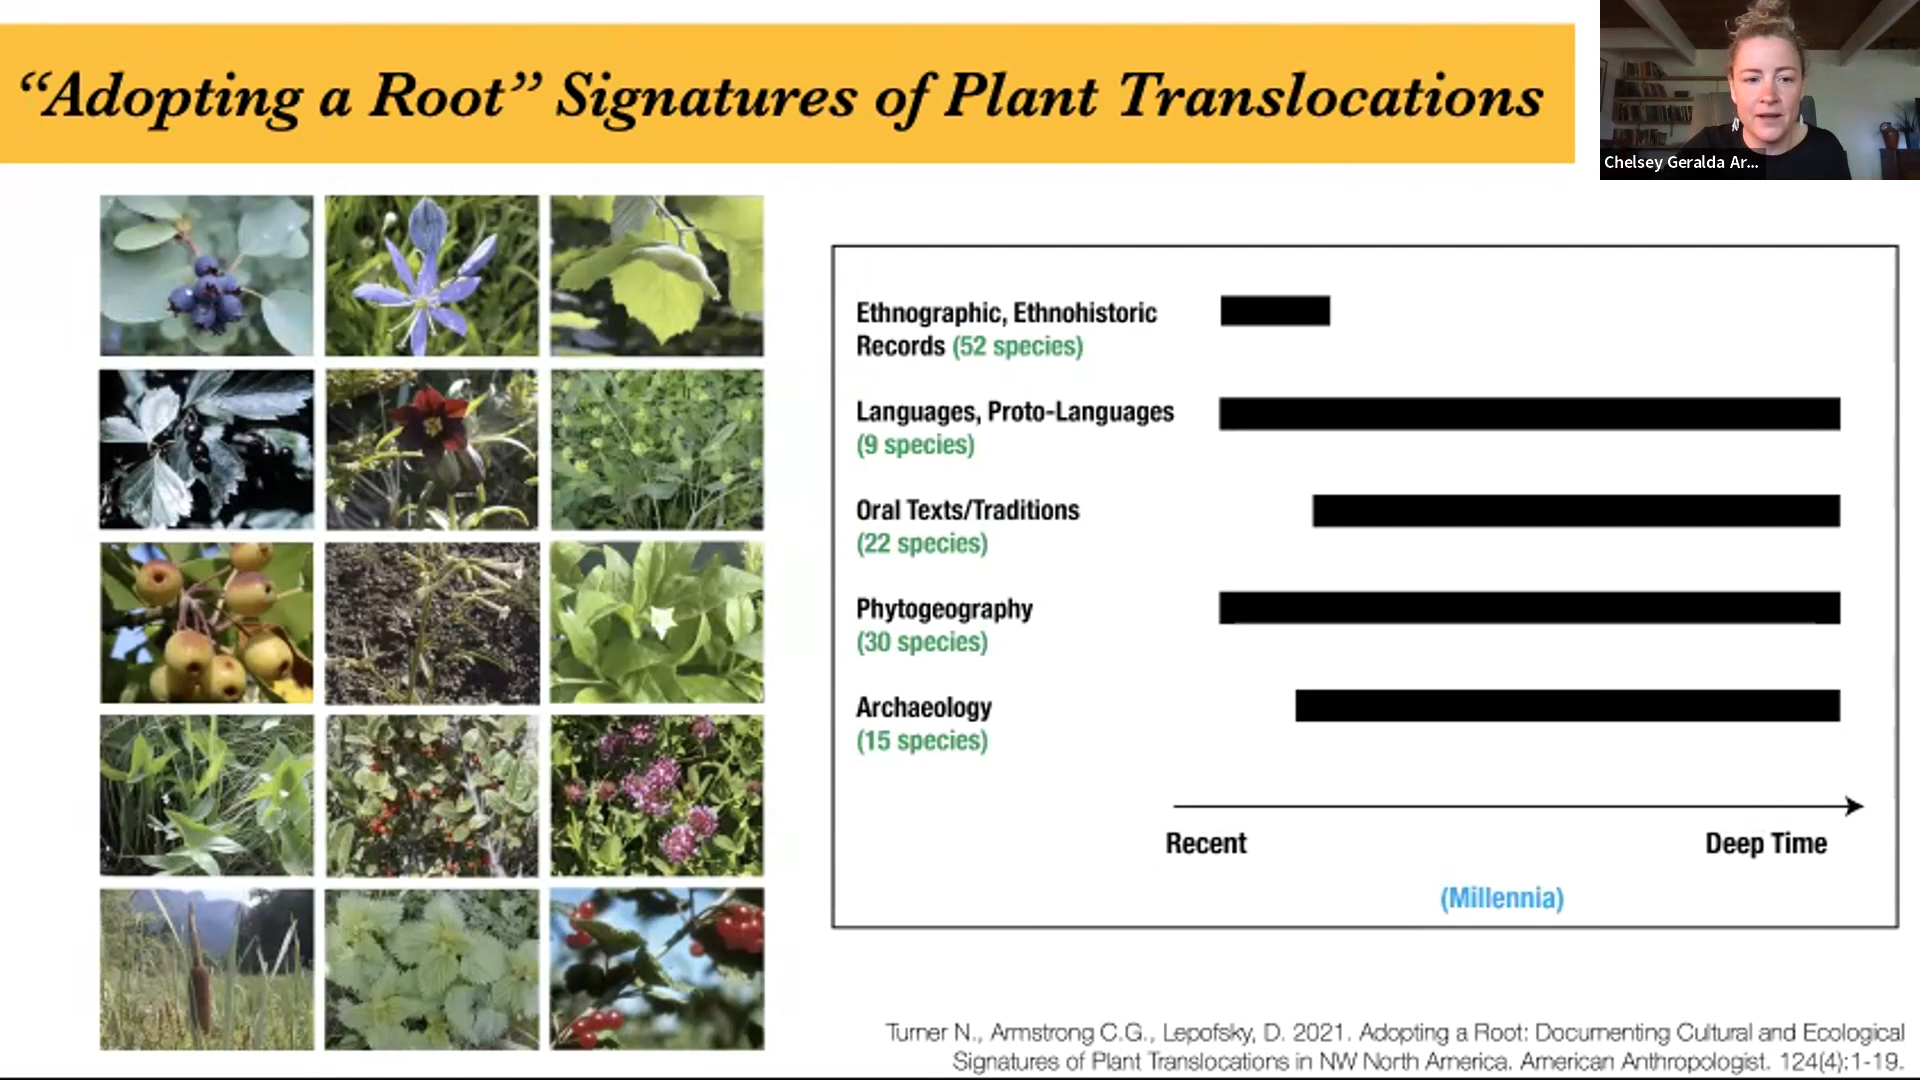 “Adopting a Root” Signatures of Plant Translocations
Chelsey Geralda Ar...
Ethnographic, Ethnohistoric
Records (52 species)
Languages, Proto-Languages
(9 species)
Oral Texts/Traditions
(22 species)
Phytogeography
(30 species)
Archaeology
(15 species)
Recent
Deep Time
(Millennia)
Turner N., Armstrong C.G., Lepofsky, D. 2021. Adopting a Root: Documenting Cultural and Ecological
Signatures of Plant Translocations in NW North America. American Anthropologist. 124(4):1-19.